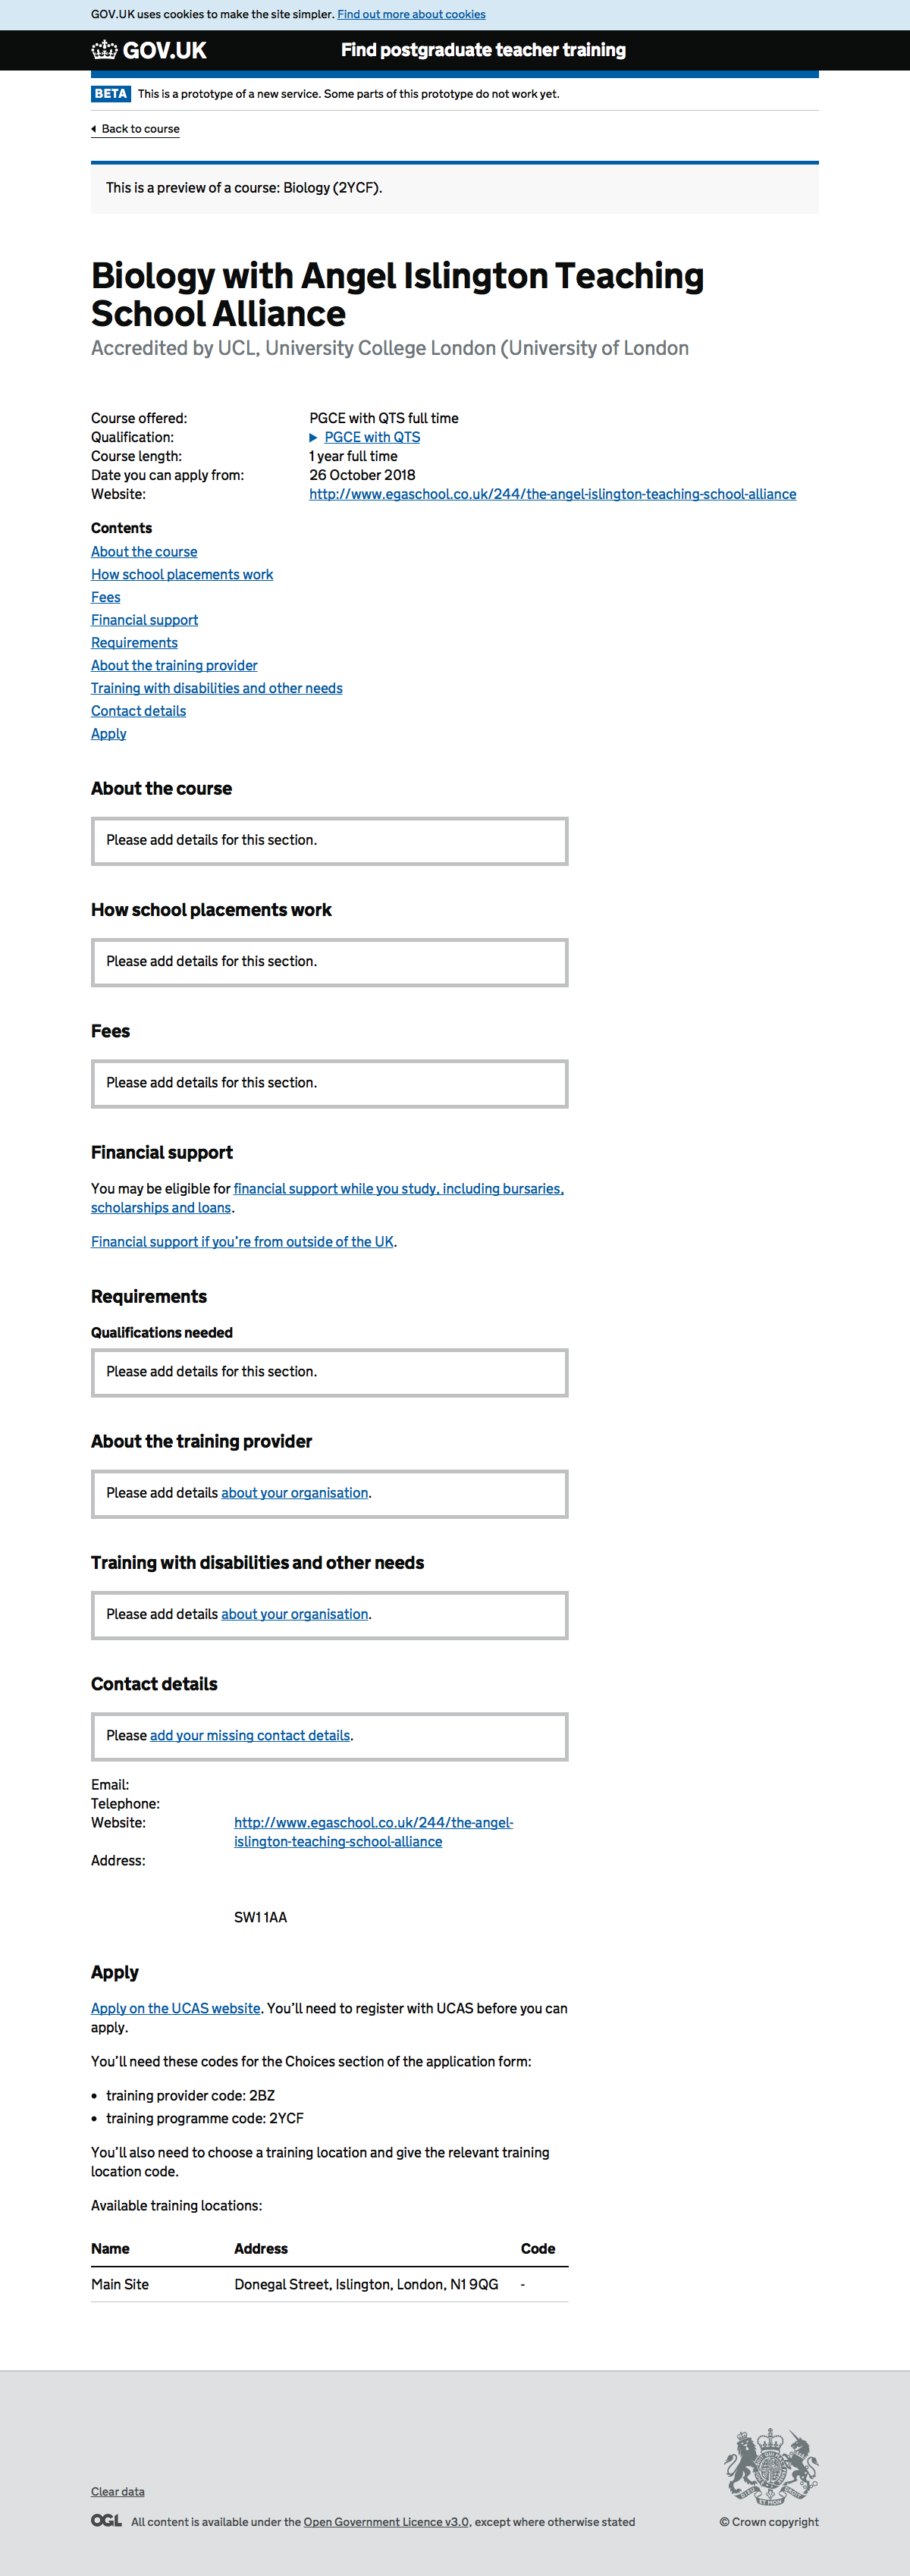 GOV.UK uses cookies to make the site simpler. Find out more about cookies
GOV.UK
Find postgraduate teacher training
BETA This is a prototype of a new service. Some parts of this prototype do not work yet.
Back to course
This is a preview of a course: Biology (2YCF).
Biology with Angel Islington Teaching
School Alliance
Accredited by UCL, University College London (University of London
Course offered: PGCE with QTS full time
Qualification: PGCE with QTS
Course length: 1 year full time
Date you can apply from: 26 October 2018
Website: http://www.egaschool.co.uk/244/the-angel-islington-teaching-school-alliance
Contents
About the course
How school placements work
Fees
Financial support
Requirements
About the training provider
Training with disabilities and other needs
Contact details
Apply
About the course
Please add details for this section.
How school placements work
Please add details for this section.
Fees
Please add details for this section.
Financial support
You may be eligible for financial support while you study, including bursaries,
scholarships and loans.
Financial support if you’re from outside of the UK.
Requirements
Qualifications needed
Please add details for this section.
About the training provider
Please add details about your organisation.
Training with disabilities and other needs
Please add details about your organisation.
Contact details
Please add your missing contact details.
Email:
Telephone:
Website: http://www.egaschool.co.uk/244/the-angel-
islington-teaching-school-alliance
Address:
SW1 1AA
Apply
Apply on the UCAS website. You’ll need to register with UCAS before you can
apply.
You’ll need these codes for the Choices section of the application form:
• training provider code: 2BZ
• training programme code: 2YCF
You’ll also need to choose a training location and give the relevant training
location code.
Available training locations:
Name Address Code
Main Site Donegal Street, Islington, London, N1 9QG -
Clear data
OGL All content is available under the Open Government Licence v3.0, except where otherwise stated
© Crown copyright